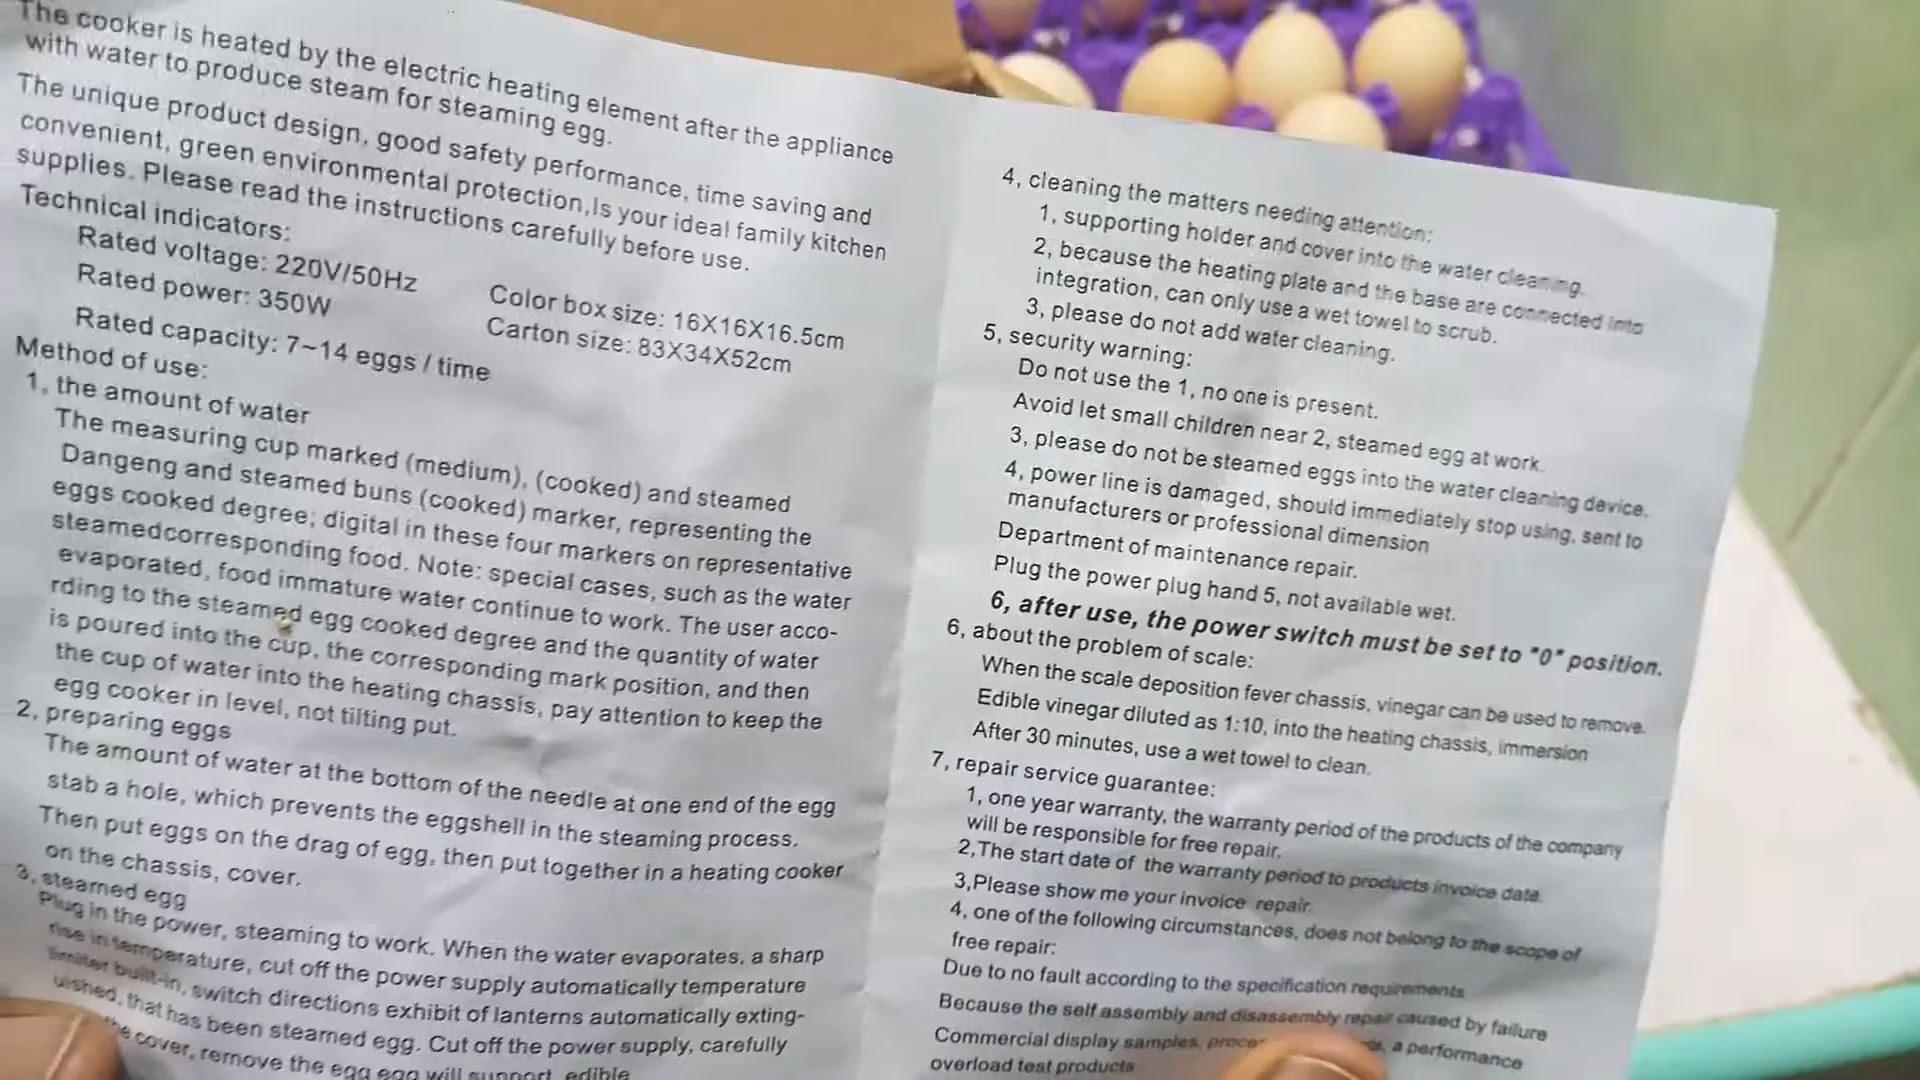 The cooker is heated by the electric heating element after the appliance
with water to produce steam for steaming egg.
The unique product design, good safety performance, time saving and
convenient, green environmental protection,Is your ideal family kitchen
supplies. Please read the instructions carefully before use.
Technical indicators:
Rated voltage: 220V/50Hz
Rated power: 350W
Rated capacity: 7~14 eggs / time
Color box size: 16X16X16.5cm
Carton size: 83X34X52cm
Method of use:
1, the amount of water
The measuring cup marked (medium), (cooked) and steamed
Dangeng and steamed buns (cooked) marker, representing the
eggs cooked degree; digital in these four markers on representative
steamedcorresponding food. Note: special cases, such as the water
evaporated, food immature water continue to work. The user acco-
rding to the steamed egg cooked degree and the quantity of water
is poured into the cup, the corresponding mark position, and then
the cup of water into the heating chassis, pay attention to keep the
egg cooker in level, not tilting put.
2, preparing eggs
The amount of water at the bottom of the needle at one end of the egg
stab a hole, which prevents the eggshell in the steaming process.
Then put eggs on the drag of egg, then put together in a heating cooker
on the chassis, cover.
3, steamed egg
Plug in the power, steaming to work. When the water evaporates, a sharp
rise in temperature, cut off the power supply automatically temperature
limiter built-in, switch directions exhibit of lanterns automatically exting-
uished, that has been steamed egg. Cut off the power supply, carefully
the cover, remove the egg egg will support, edible
4, cleaning the matters needing attention:
1, supporting holder and cover into the water cleaning.
2, because the heating plate and the base are connected into
integration, can only use a wet towel to scrub.
3, please do not add water cleaning.
5, security warning:
Do not use the 1, no one is present.
Avoid let small children near 2, steamed egg at work.
3, please do not be steamed eggs into the water cleaning device.
4, power line is damaged, should immediately stop using, sent to
manufacturers or professional dimension
Department of maintenance repair.
Plug the power plug hand 5, not available wet.
6, after use, the power switch must be set to "0" position.
6, about the problem of scale:
When the scale deposition fever chassis, vinegar can be used to remove.
Edible vinegar diluted as 1:10, into the heating chassis, immersion
After 30 minutes, use a wet towel to clean.
7, repair service guarantee:
1, one year warranty, the warranty period of the products of the company
will be responsible for free repair,
2,The start date of the warranty period to products invoice date.
3,Please show me your invoice repair.
4, one of the following circumstances, does not belong to the scope of
free repair:
Due to no fault according to the specification requirements
Because the self assembly and disassembly repair caused by failure
Commercial display samples, a performance
overload test products